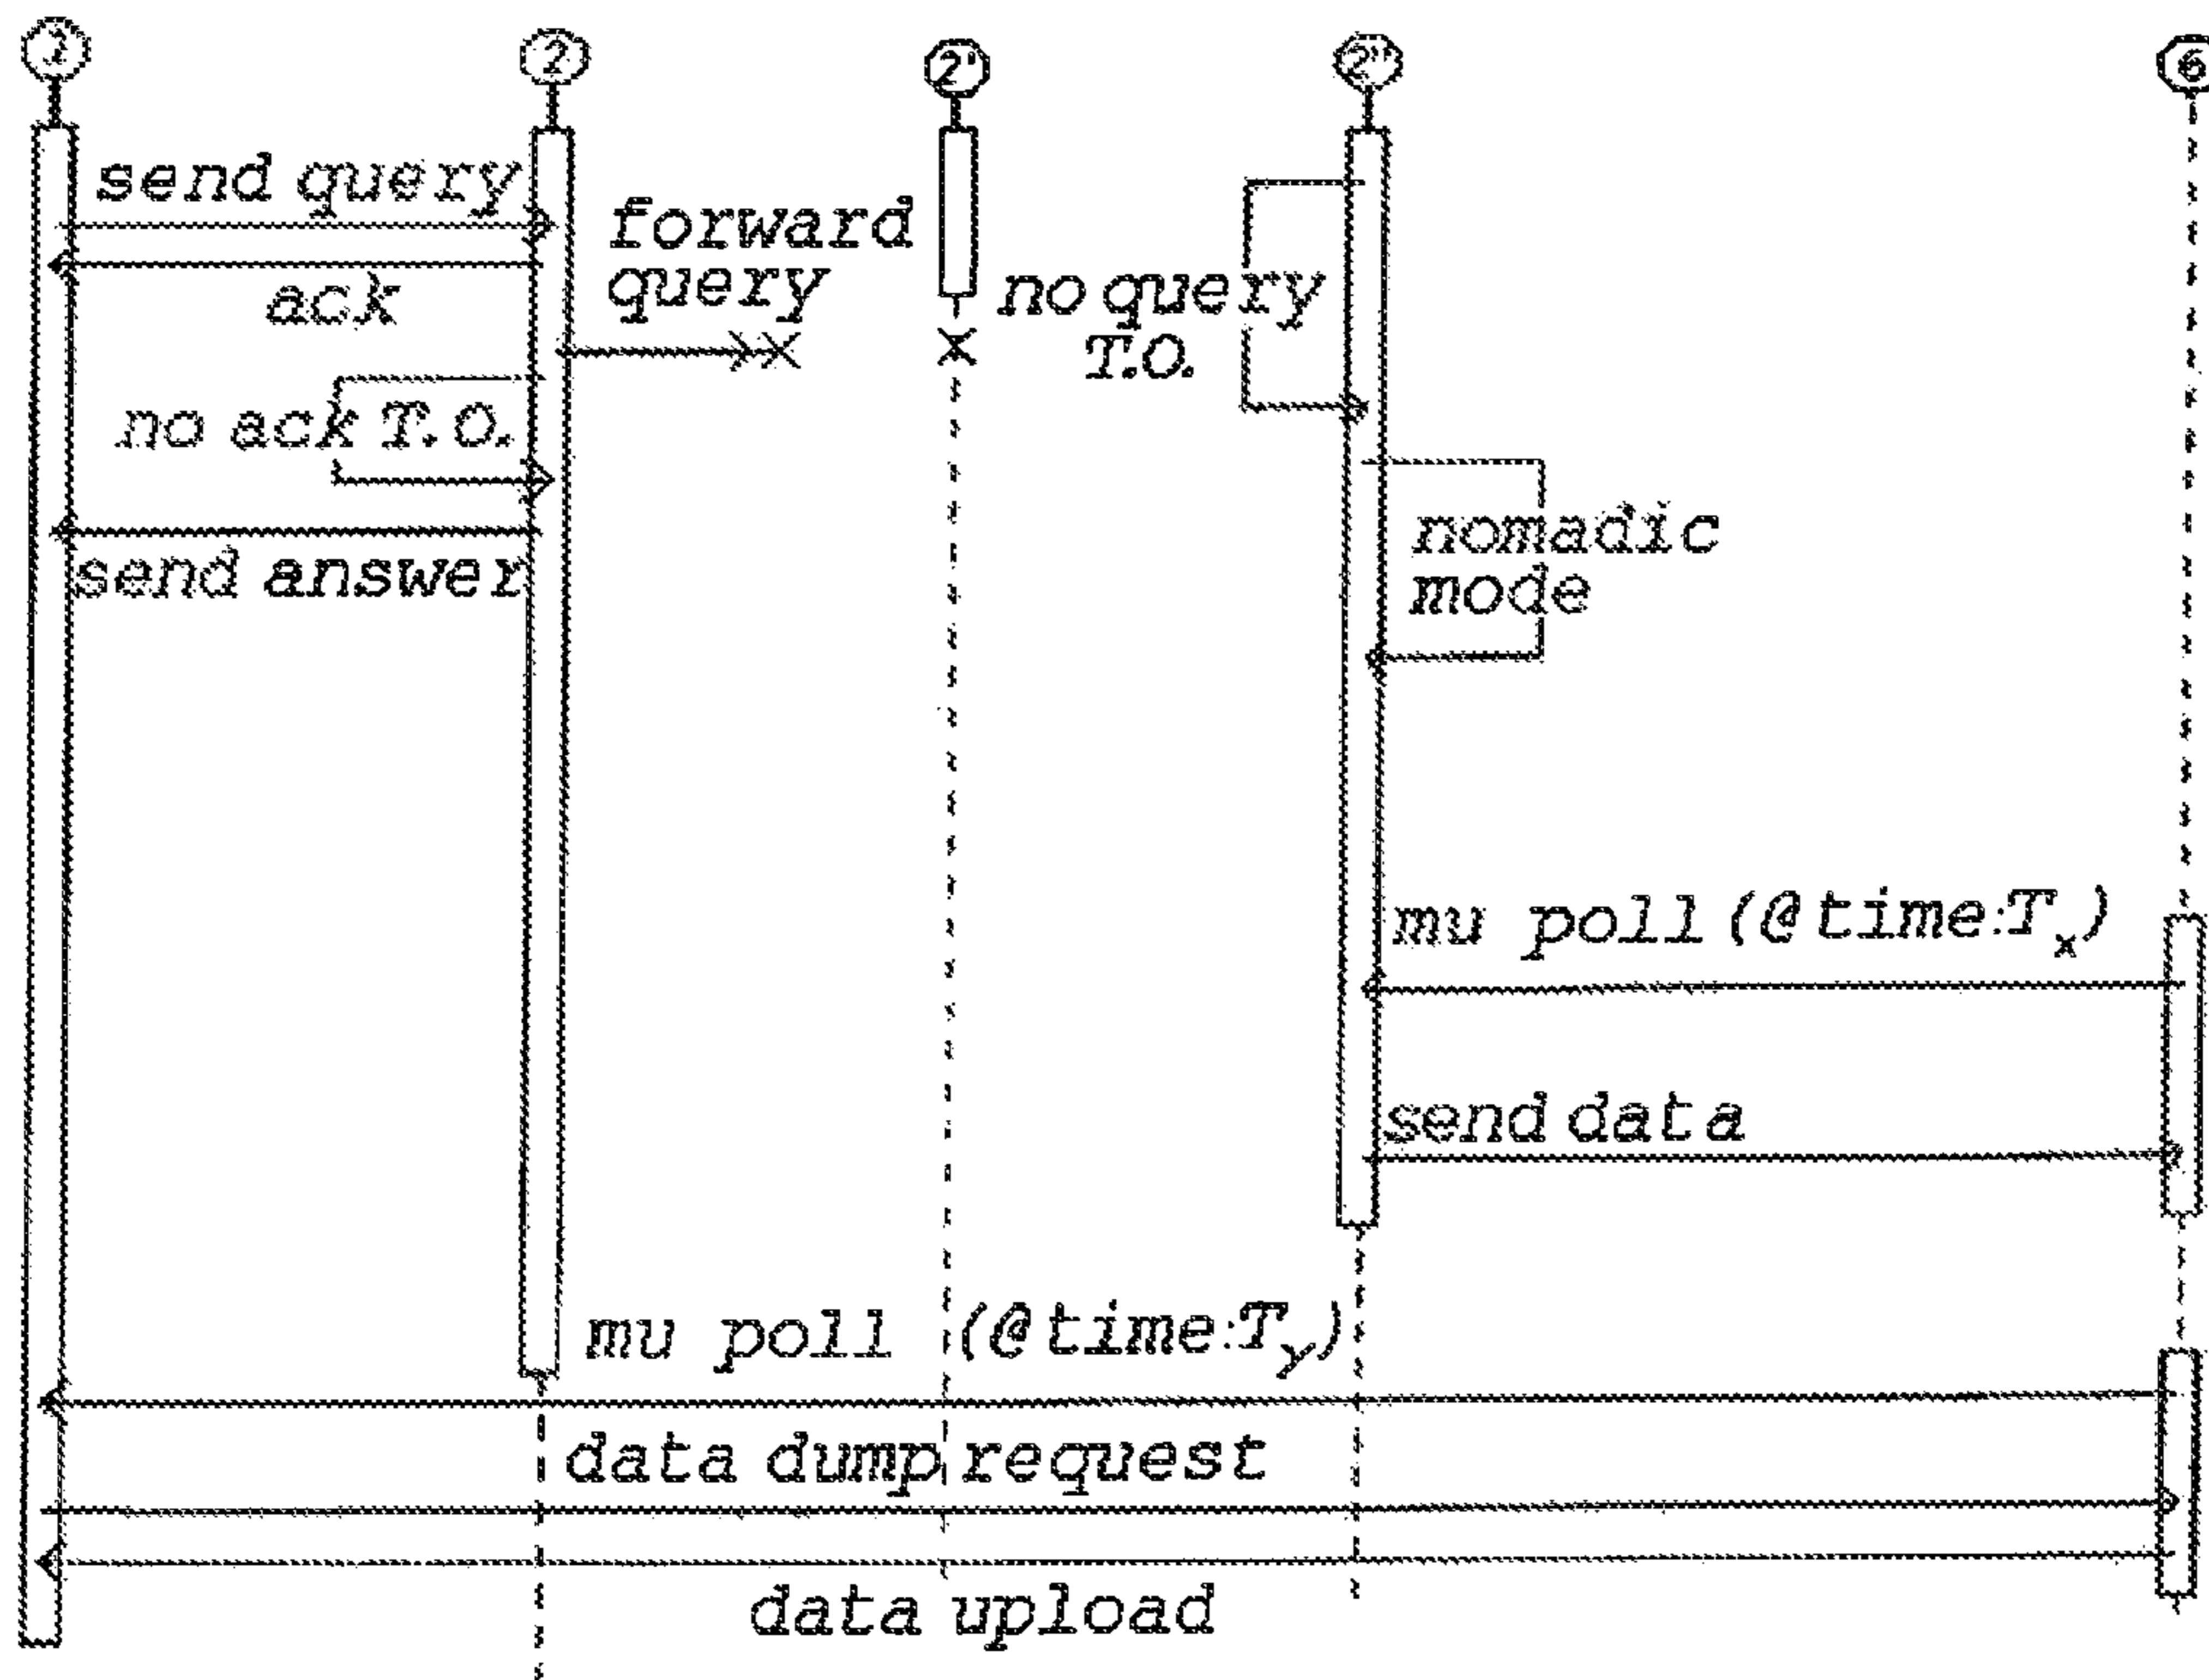 2
2'
2"
6
send query
ack
forward
query
no query
T.O.
no ack T.O.
send answer
nomadic
mode
mu poll (@time:Tx)
send data
mu poll (@time:Ty)
data dump request
data upload